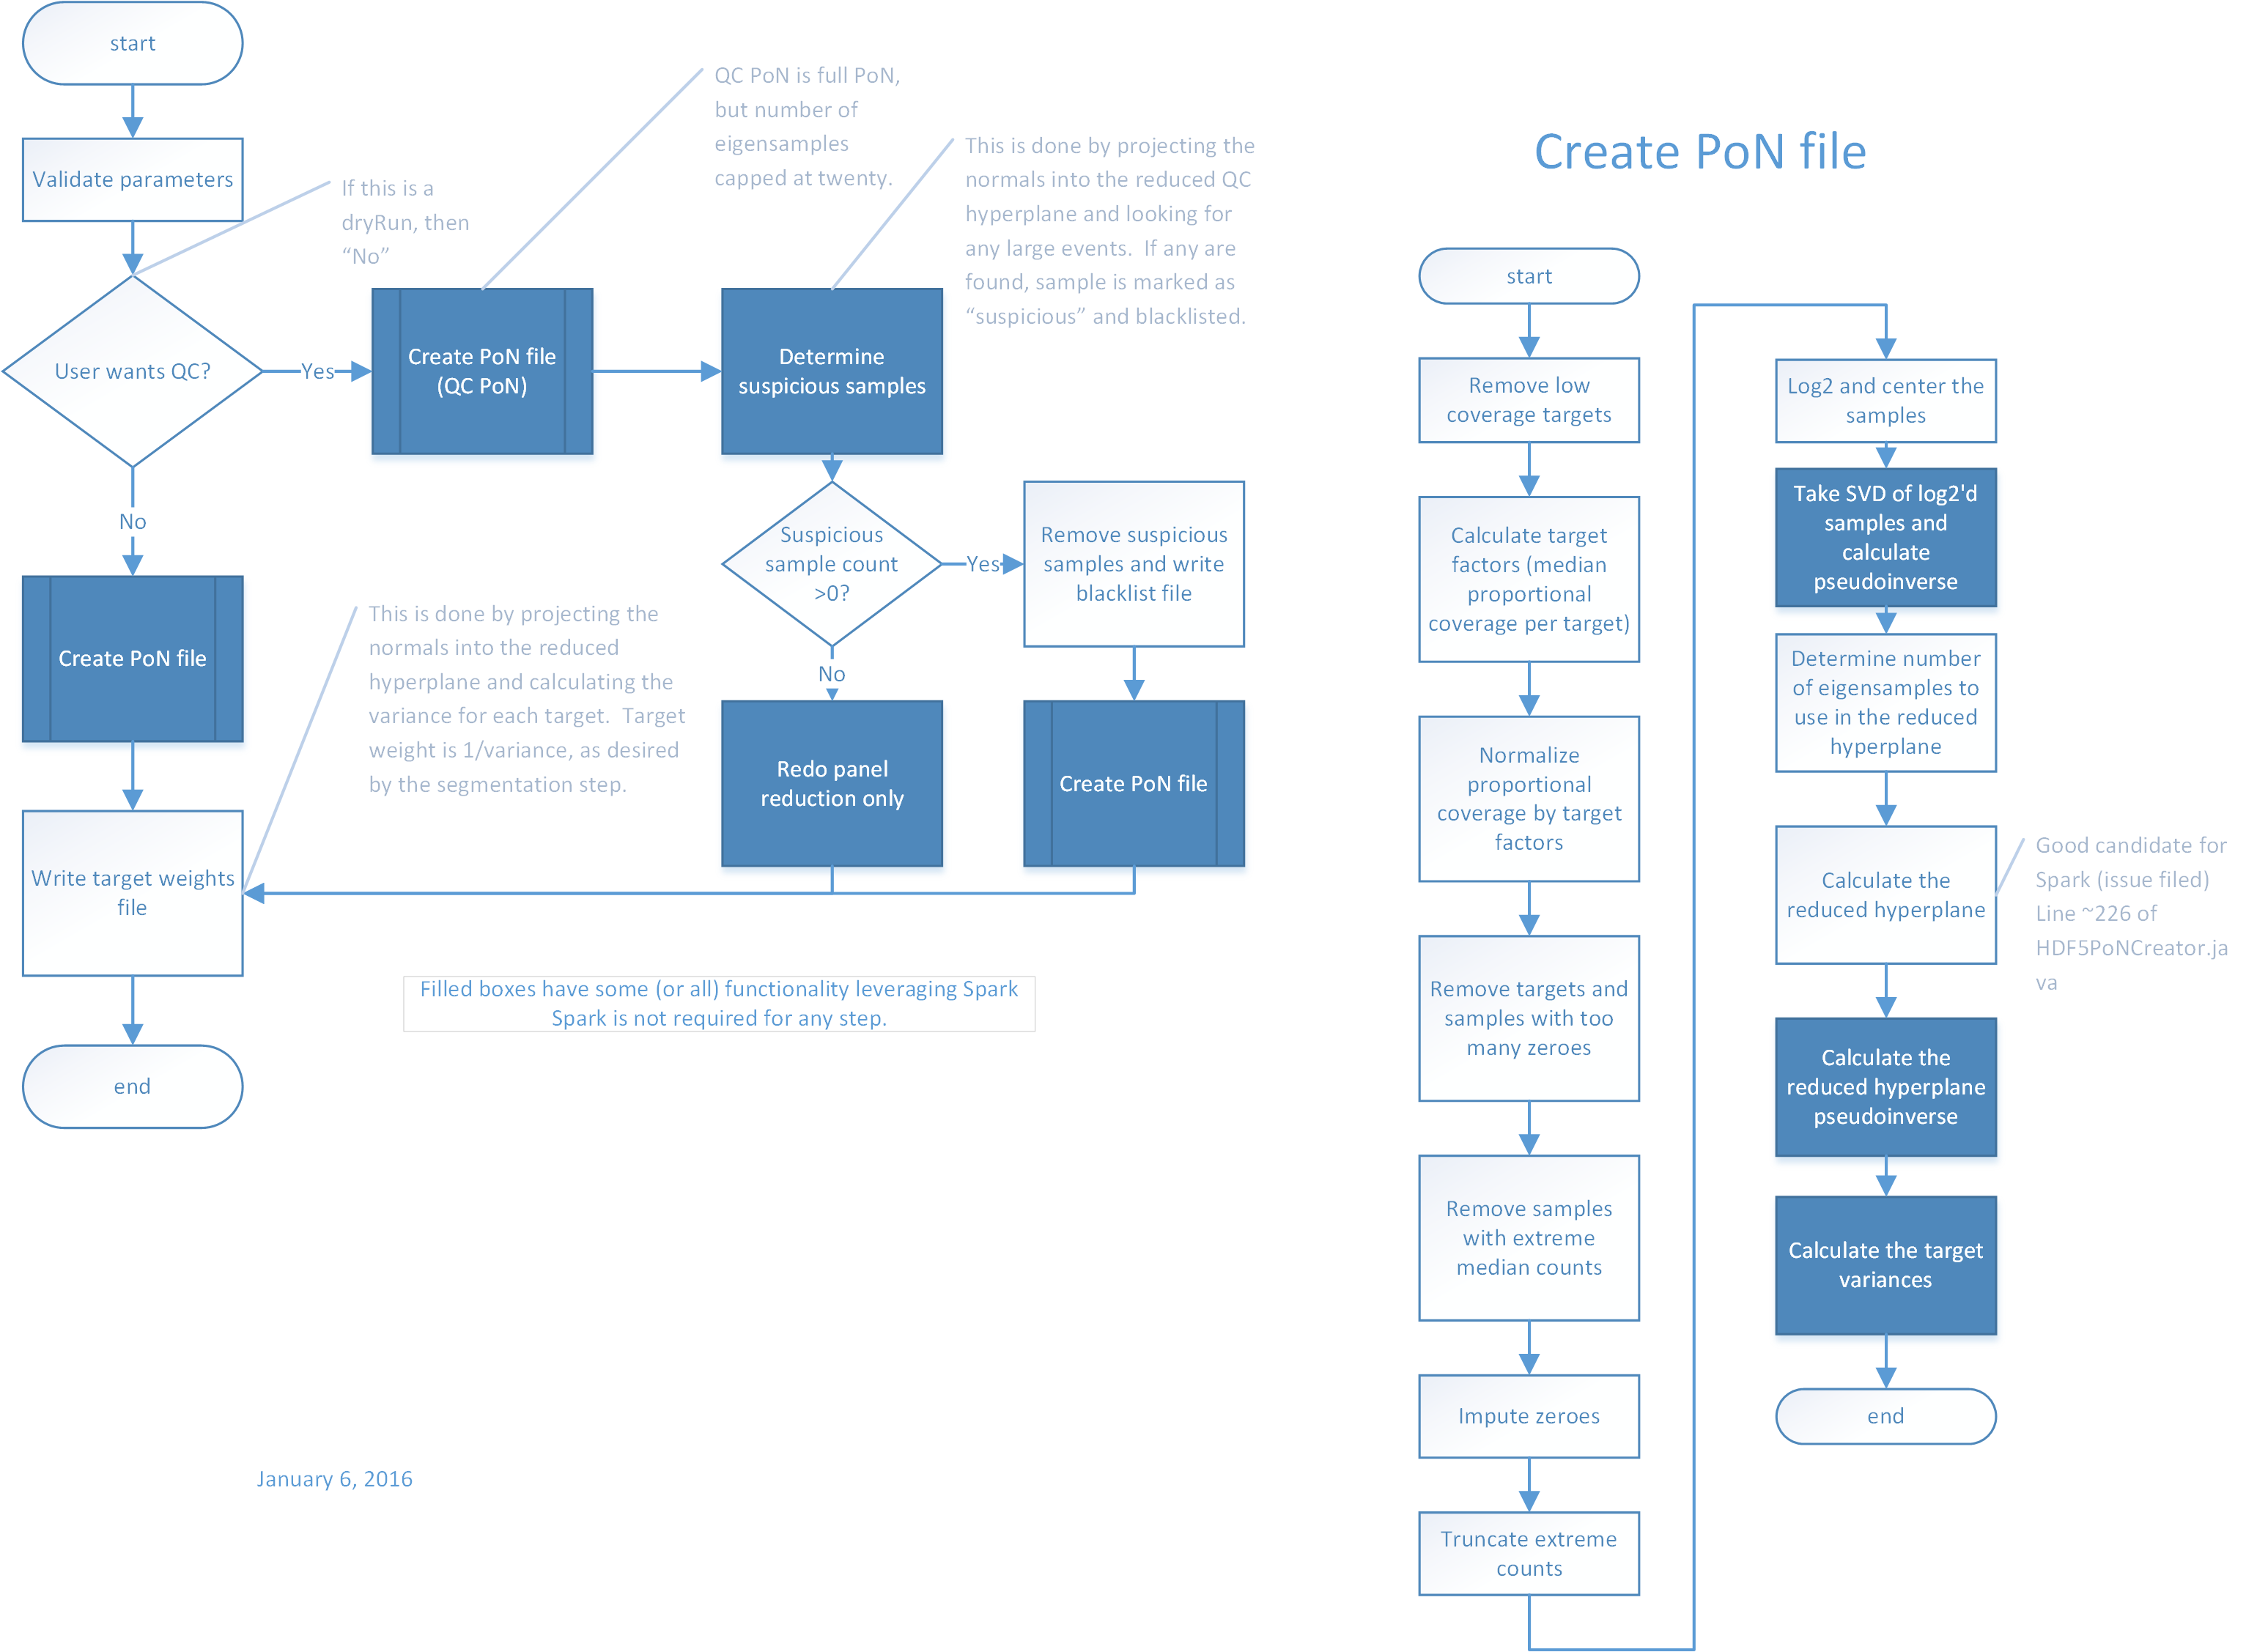 start
Validate parameters
If this is a
dryRun, then
“No”
User wants QC?
Yes
No
QC PoN is full PoN,
but number of
eigensamples
capped at twenty.
Create PoN file
(QC PoN)
This is done by projecting the
normals into the reduced QC
hyperplane and looking for
any large events.  If any are
found, sample is marked as
“suspicious” and blacklisted.
Determine
suspicious samples
Suspicious
sample count
>0?
Yes
No
Remove suspicious
samples and write
blacklist file
Create PoN file
Redo panel
reduction only
Create PoN file
This is done by projecting the
normals into the reduced
hyperplane and calculating the
variance for each target.  Target
weight is 1/variance, as desired
by the segmentation step.
Write target weights
file
end
Filled boxes have some (or all) functionality leveraging Spark
Spark is not required for any step.
January 6, 2016
Create PoN file
start
Remove low
coverage targets
Calculate target
factors (median
proportional
coverage per target)
Normalize
proportional
coverage by target
factors
Remove targets and
samples with too
many zeroes
Remove samples
with extreme
median counts
Impute zeroes
Truncate extreme
counts
Log2 and center the
samples
Take SVD of log2'd
samples and
calculate
pseudoinverse
Determine number
of eigensamples to
use in the reduced
hyperplane
Calculate the
reduced hyperplane
Good candidate for
Spark (issue filed)
Line ~226 of
HDF5PoNCreator.ja
va
Calculate the
reduced hyperplane
pseudoinverse
Calculate the target
variances
end